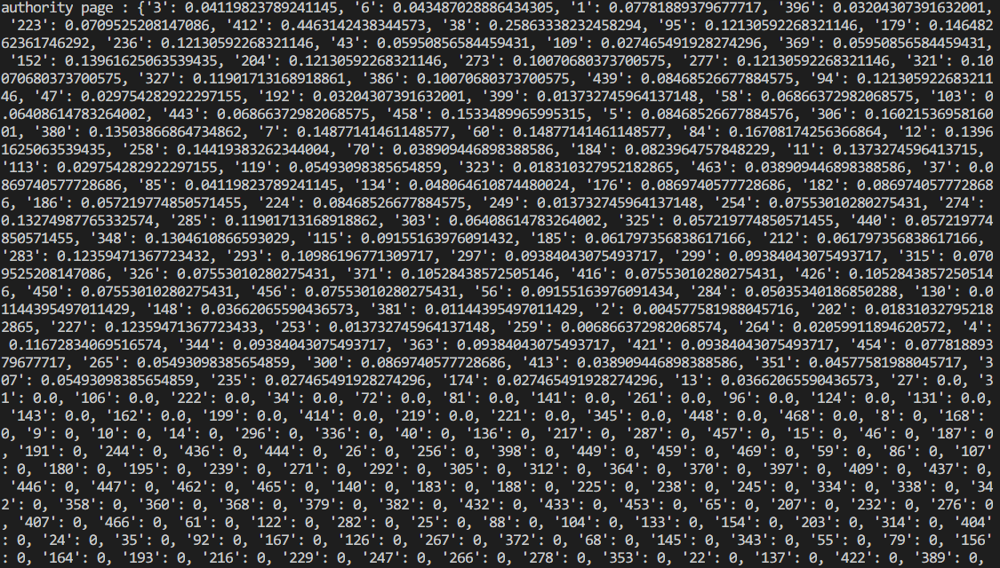 authority page : {'3': 0.04119823789241145, '6': 0.043487028886434305, '1': 0.07781889379677717, '396': 0.03204307391632001,
 '223': 0.0709525208147086, '412': 0.4463142438344573, '38': 0.25863338232458294, '95': 0.12130592268321146, '179': 0.146482
62361746292, '236': 0.12130592268321146, '43': 0.05950856584459431, '109': 0.027465491928274296, '369': 0.05950856584459431,
 '152': 0.13961625063539435, '204': 0.12130592268321146, '273': 0.10070680373700575, '277': 0.12130592268321146, '321': 0.10
070680373700575, '327': 0.11901713168918861, '386': 0.10070680373700575, '439': 0.08468526677884575, '94': 0.121305922683211
46, '47': 0.029754282922297155, '192': 0.03204307391632001, '399': 0.013732745964137148, '58': 0.06866372982068575, '103': 0
.06408614783264002, '443': 0.06866372982068575, '458': 0.1533489965995315, '5': 0.08468526677884576, '306': 0.16021536958160
01, '380': 0.13503866864734862, '7': 0.14877141461148577, '60': 0.14877141461148577, '84': 0.16708174256366864, '12': 0.1396
1625063539435, '258': 0.14419383262344004, '70': 0.038909446898388586, '184': 0.0823964757848229, '11': 0.1373274596413715,
'113': 0.029754282922297155, '119': 0.05493098385654859, '323': 0.018310327952182865, '463': 0.038909446898388586, '37': 0.0
869740577728686, '85': 0.04119823789241145, '134': 0.048064610874480024, '176': 0.0869740577728686, '182': 0.086974057772868
6, '186': 0.057219774850571455, '224': 0.08468526677884575, '249': 0.013732745964137148, '254': 0.07553010280275431, '274':
0.13274987765332574, '285': 0.11901713168918862, '303': 0.06408614783264002, '325': 0.057219774850571455, '440': 0.057219774
850571455, '348': 0.1304610866593029, '115': 0.09155163976091432, '185': 0.061797356838617166, '212': 0.061797356838617166,
'283': 0.12359471367723432, '293': 0.10986196771309717, '297': 0.09384043075493717, '299': 0.09384043075493717, '315': 0.070
9525208147086, '326': 0.07553010280275431, '371': 0.10528438572505146, '416': 0.07553010280275431, '426': 0.1052843857250514
6, '450': 0.07553010280275431, '456': 0.07553010280275431, '56': 0.09155163976091434, '284': 0.05035340186850288, '130': 0.0
11443954970114​29, '148': 0.03662065590436573, '381': 0.01144395497011429, '2': 0.004577581988045716, '202': 0.01831032795218
2865, '227': 0.12359471367723433, '253': 0.013732745964137148, '259': 0.006866372982068574, '264': 0.02059911894620572, '4':
 0.11672834069516574, '344': 0.09384043075493717, '363': 0.09384043075493717, '421': 0.09384043075493717, '454': 0.077818893
79677717, '265': 0.05493098385654859, '300': 0.0869740577728686, '413': 0.038909446898388586, '351': 0.04577581988045717, '3
07': 0.05493098385654859, '235': 0.027465491928274296, '174': 0.027465491928274296, '13': 0.03662065590436573, '27': 0.0, '3
1': 0.0, '106': 0.0, '222': 0.0, '34': 0.0, '72': 0.0, '81': 0.0, '141': 0.0, '261': 0.0, '96': 0.0, '124': 0.0, '131': 0.0,
 '143': 0.0, '162': 0.0, '199': 0.0, '414': 0.0, '219': 0.0, '221': 0.0, '345': 0.0, '448': 0.0, '468': 0.0, '8': 0, '168':
0, '9': 0, '10': 0, '14': 0, '296': 0, '336': 0, '40': 0, '136': 0, '217': 0, '287': 0, '457': 0, '15': 0, '46': 0, '187': 0
, '191': 0, '244': 0, '436': 0, '444': 0, '26': 0, '256': 0, '398': 0, '449': 0, '459': 0, '469': 0, '59': 0, '86': 0, '107'
: 0, '180': 0, '195': 0, '239': 0, '271': 0, '292': 0, '305': 0, '312': 0, '364': 0, '370': 0, '397': 0, '409': 0, '437': 0,
 '446': 0, '447': 0, '462': 0, '465': 0, '140': 0, '183': 0, '188': 0, '225': 0, '238': 0, '245': 0, '334': 0, '338': 0, '34
2': 0, '358': 0, '360': 0, '368': 0, '379': 0, '382': 0, '432': 0, '433': 0, '453': 0, '65': 0, '207': 0, '232': 0, '276': 0
, '407': 0, '466': 0, '61': 0, '122': 0, '282': 0, '25': 0, '88': 0, '104': 0, '133': 0, '154': 0, '203': 0, '314': 0, '404'
: 0, '24': 0, '35': 0, '92': 0, '167': 0, '126': 0, '267': 0, '372': 0, '68': 0, '145': 0, '343': 0, '55': 0, '79': 0, '156'
: 0, '164': 0, '193': 0, '216': 0, '229': 0, '247': 0, '266': 0, '278': 0, '353': 0, '22': 0, '137': 0, '422': 0, '389': 0,